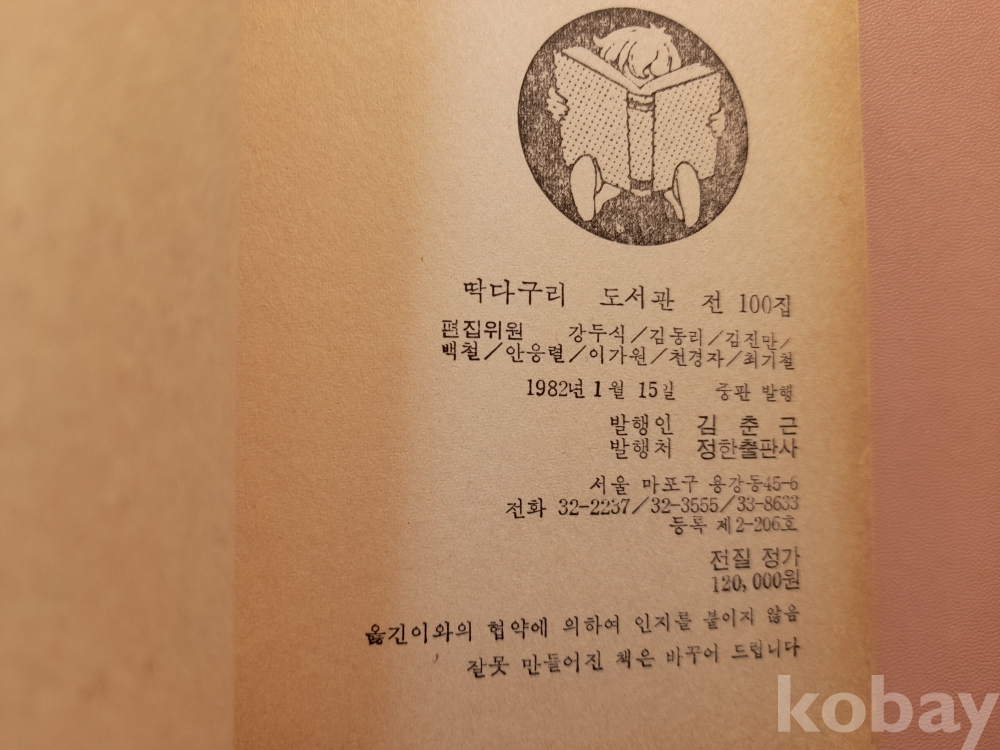 딱다구리 도서관 전 100집
편집위원 강두식/김동리/김진만/
백철/안응렬/이가원/천경자/최기철
1982년 1월 15일 중판 발행
발행인 김춘근
발행처 정한출판사
서울 마포구 용강동45-6
전화 32-2237/32-3555/33-8633
등록 제2-206호
전질 정가
120,000원
옮긴이와의 협약에 의하여 인지를 붙이지 않음
잘못 만들어진 책은 바꾸어 드립니다
kobay